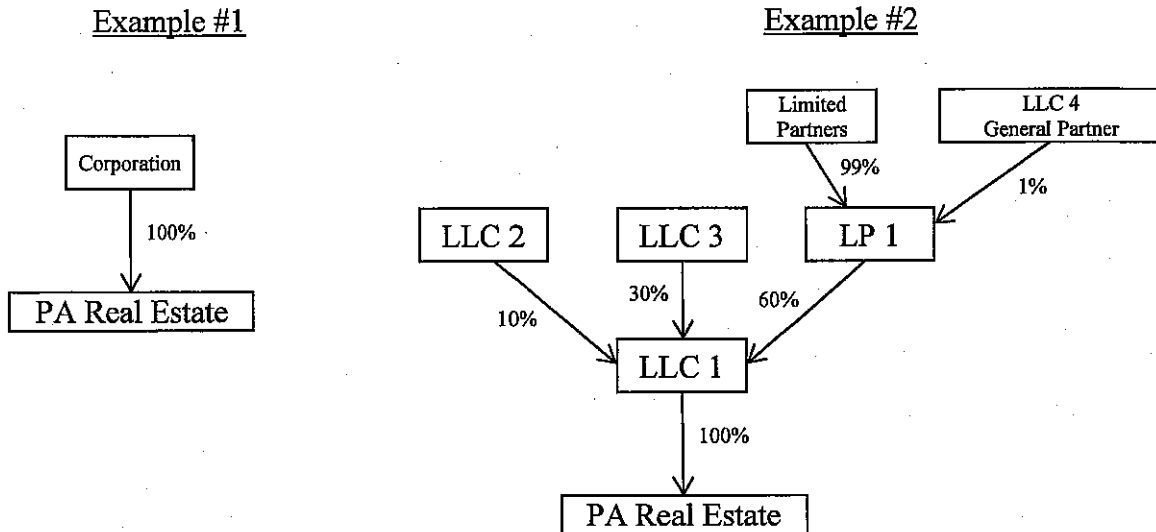 Example #1
Corporation
100%
PA Real Estate
Example #2
Limited
Partners
LLC 4
General Partner
99%
1%
LLC 2
LLC 3
LP 1
10%
30%
60%
LLC 1
100%
PA Real Estate